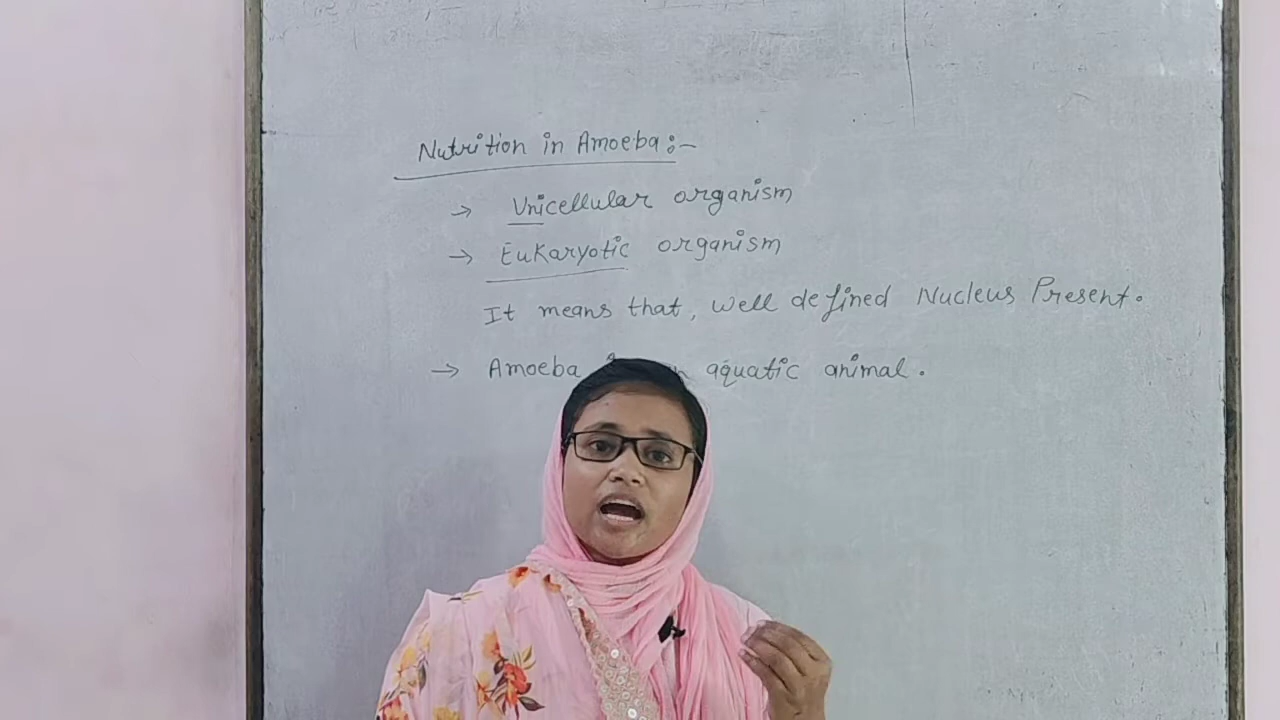 Nutrition in Amoeba :-
→ Unicellular organism
→ Eukaryotic organism
It means that, well defined Nucleus Present.
→ Amoeba aquatic animal.